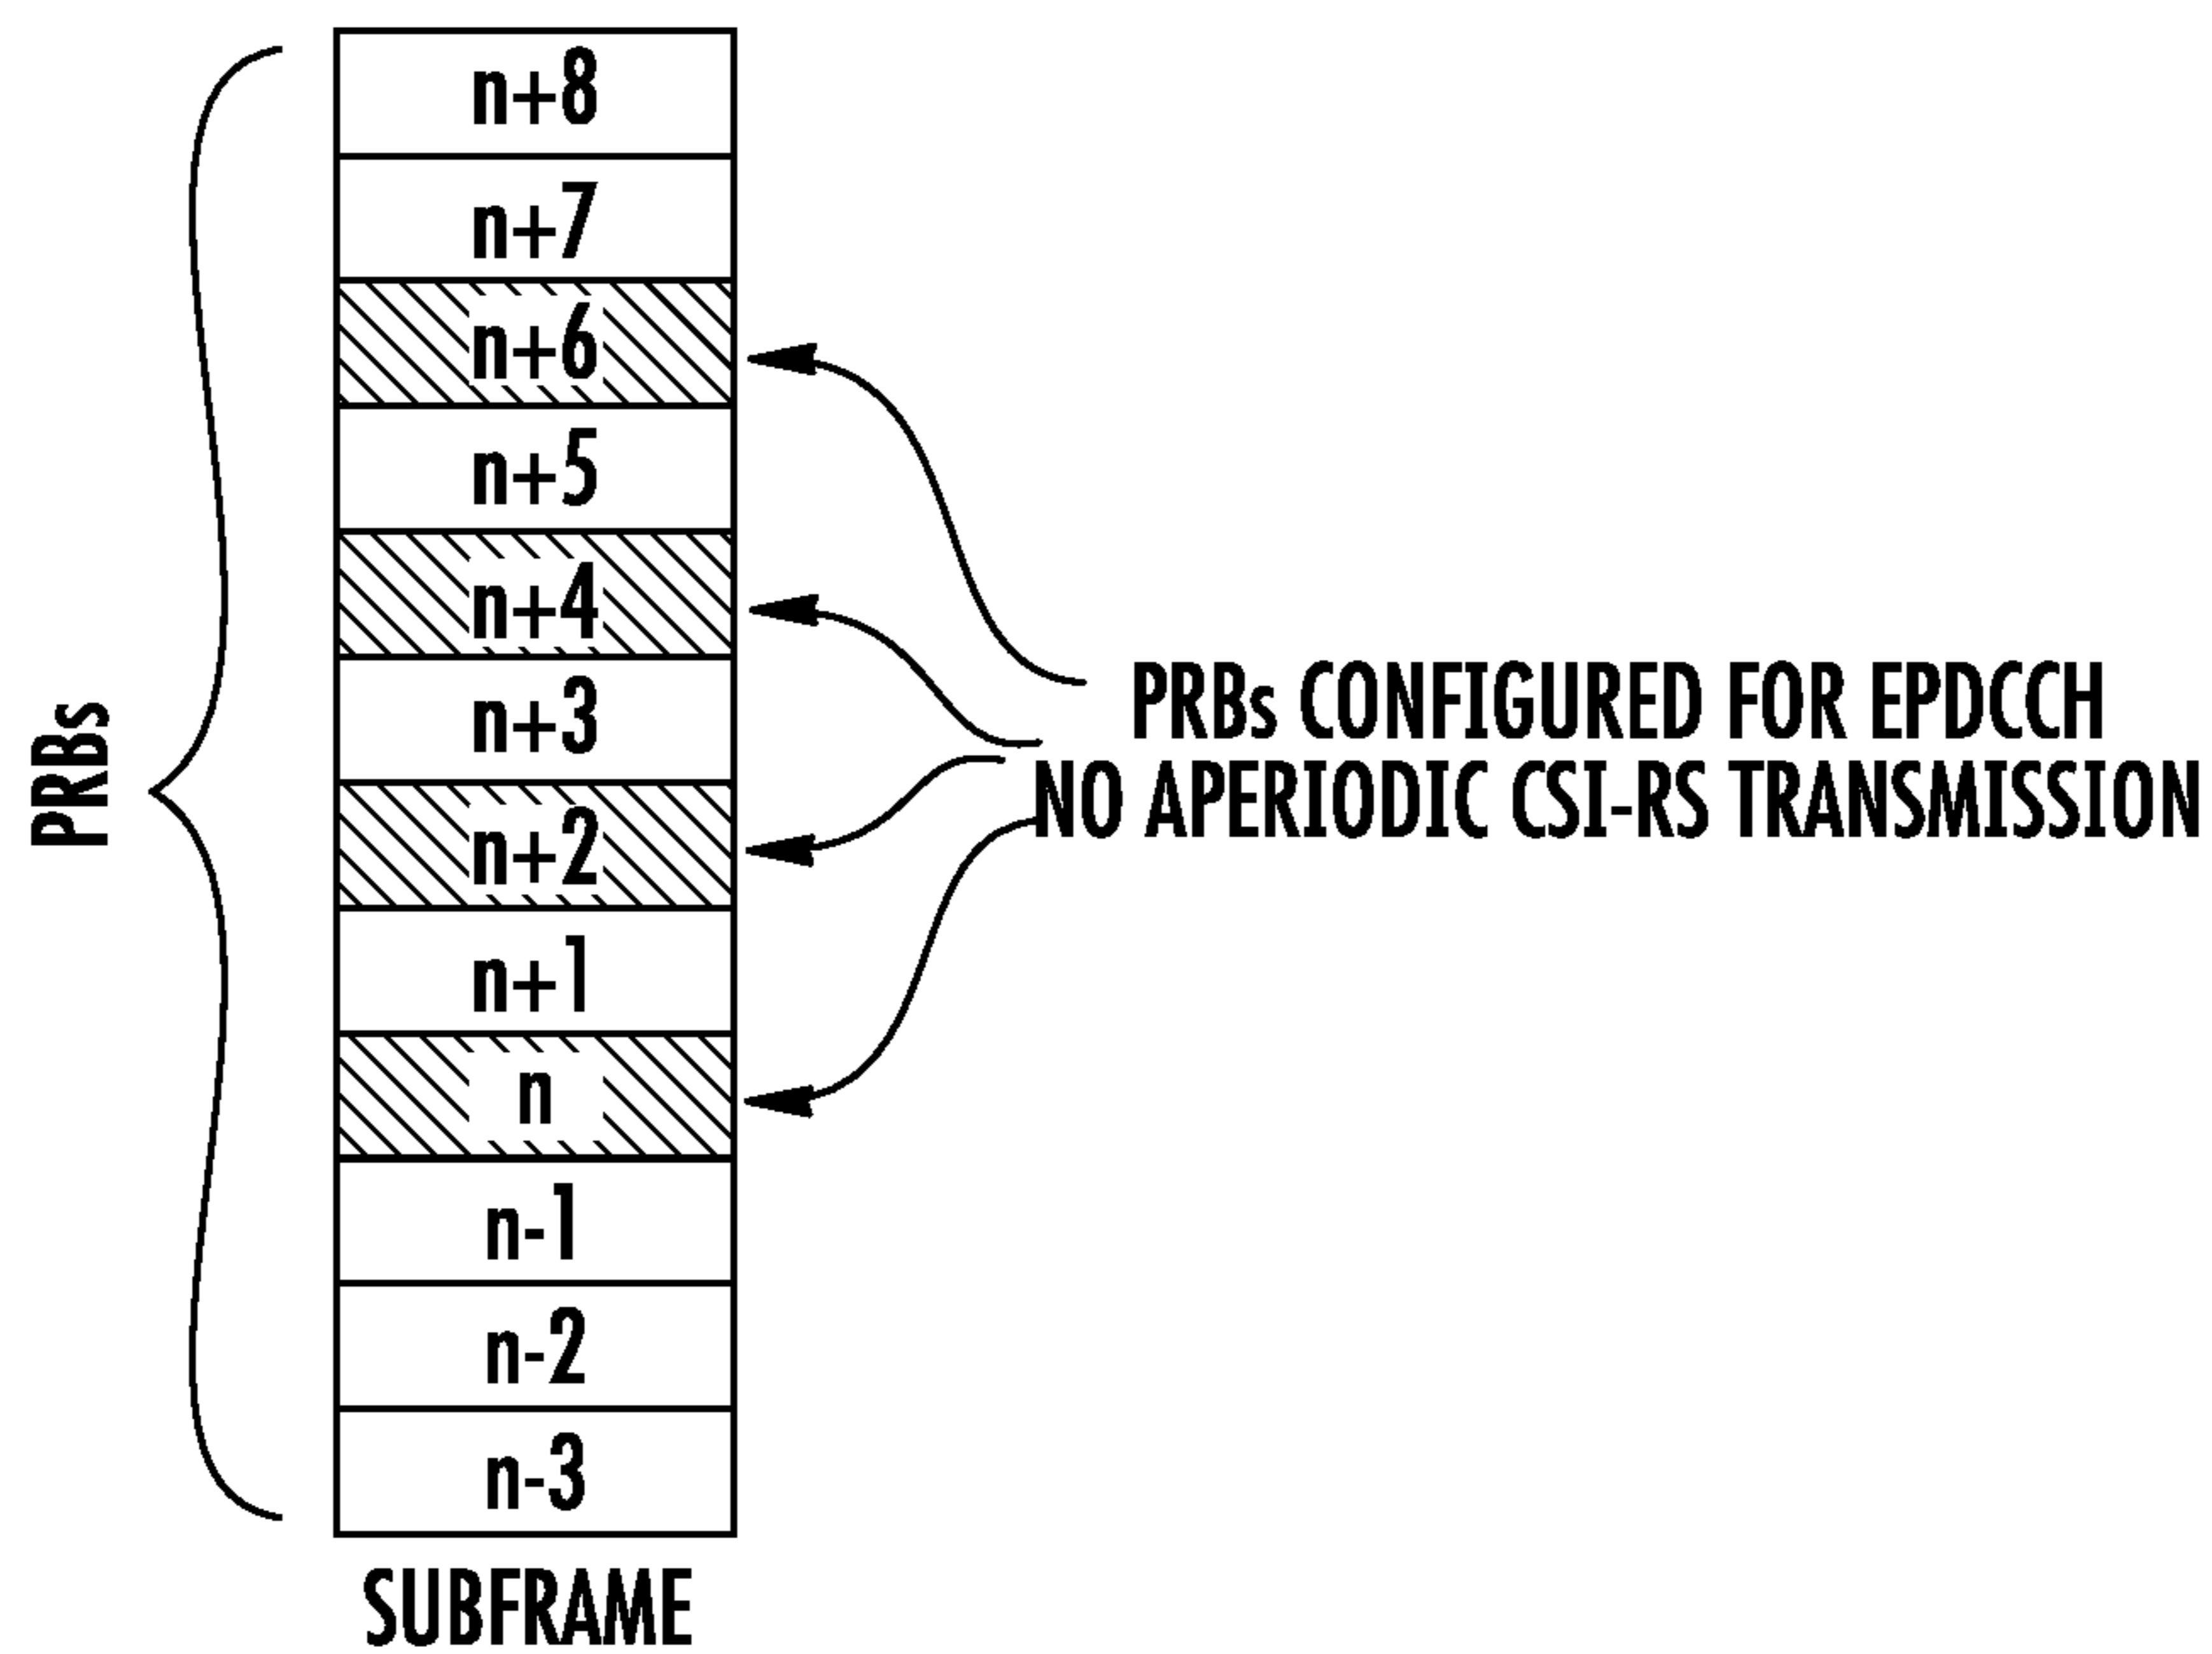 n+8
n+7
n+6
n+5
n+4
n+3
n+2
n+1
n
n-1
n-2
n-3
PRBs
SUBFRAME
PRBs CONFIGURED FOR EPDCCH
NO APERIODIC CSI-RS TRANSMISSION